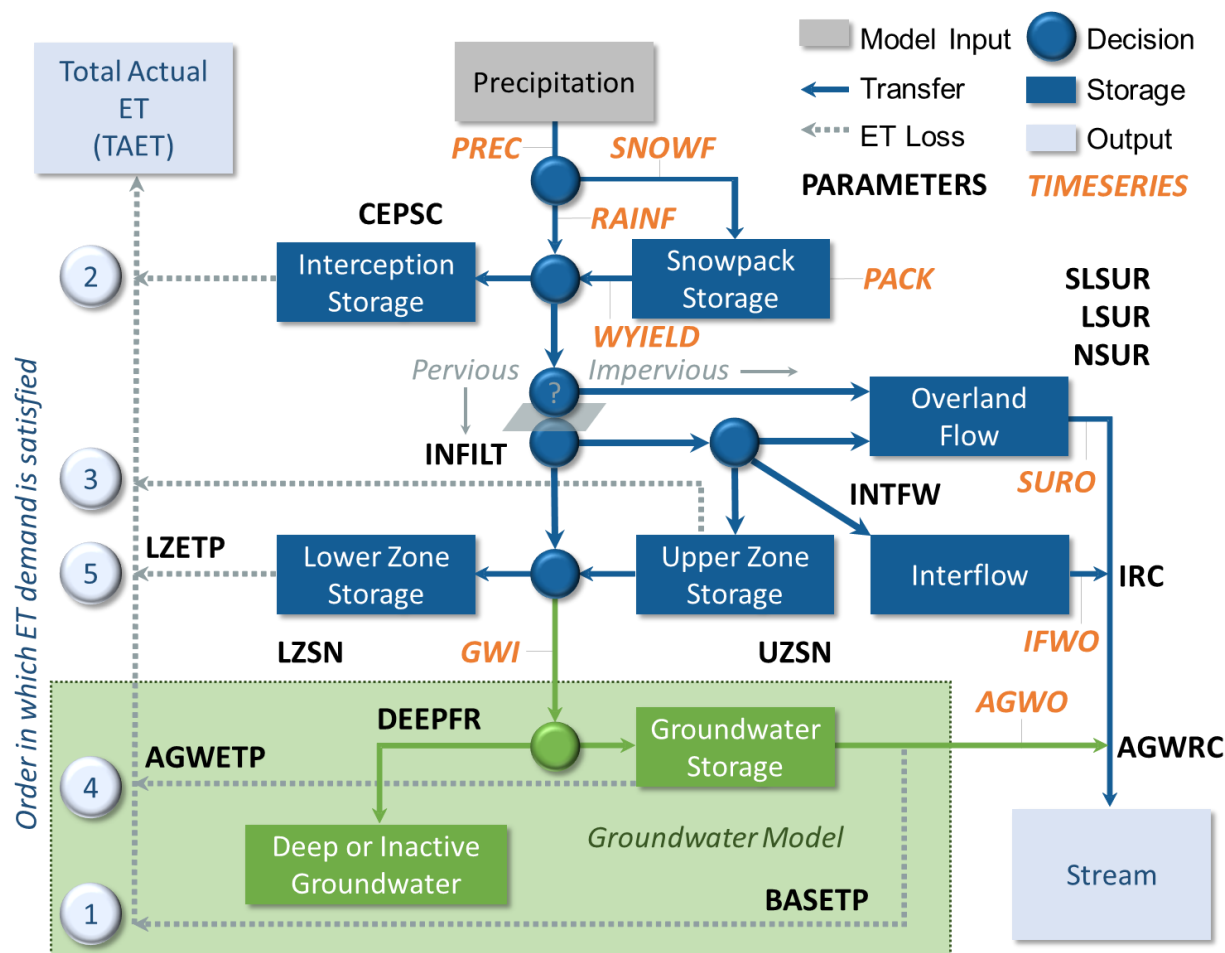 Total Actual
ET
(TAET)
Precipitation
Model Input
Decision
Transfer
Storage
ET Loss
Output
PARAMETERS
TIMESERIES
PREC
SNOWF
CEPSC
RAINF
2
Interception
Storage
Snowpack
Storage
PACK
WYIELD
SLSUR
LSUR
NSUR
Pervious
Impervious
?
Overland
Flow
INFILT
3
SURO
INTFW
LZETP
5
Lower Zone
Storage
Upper Zone
Storage
Interflow
IRC
LZSN
GWI
UZSN
IFWO
Order in which ET demand is satisfied
DEEPFR
Groundwater
Storage
AGWO
AGWRC
AGWETP
4
Groundwater Model
Deep or Inactive
Groundwater
Stream
BASETP
1